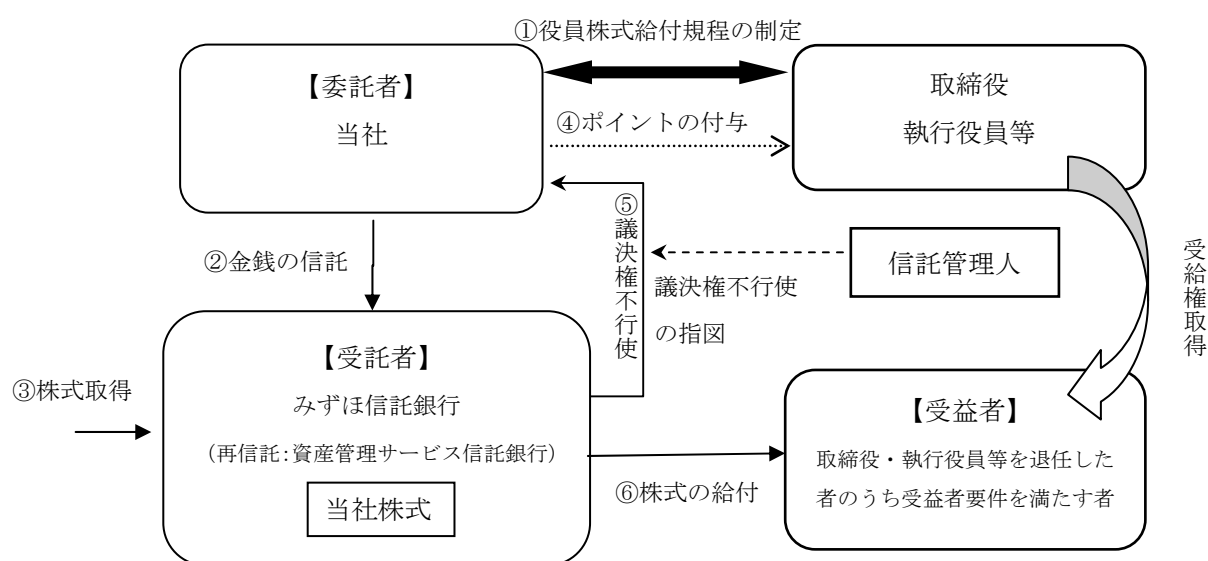 ①役員株式給付規程の制定
【委託者】
当社
取締役
執行役員等
④ポイントの付与
⑤議決権不行使
②金銭の信託
信託管理人
議決権不行使
の指図
受給権取得
【受託者】
みずほ信託銀行
(再信託:資産管理サービス信託銀行)
当社株式
③株式取得
【受益者】
取締役・執行役員等を退任した
者のうち受益者要件を満たす者
⑥株式の給付